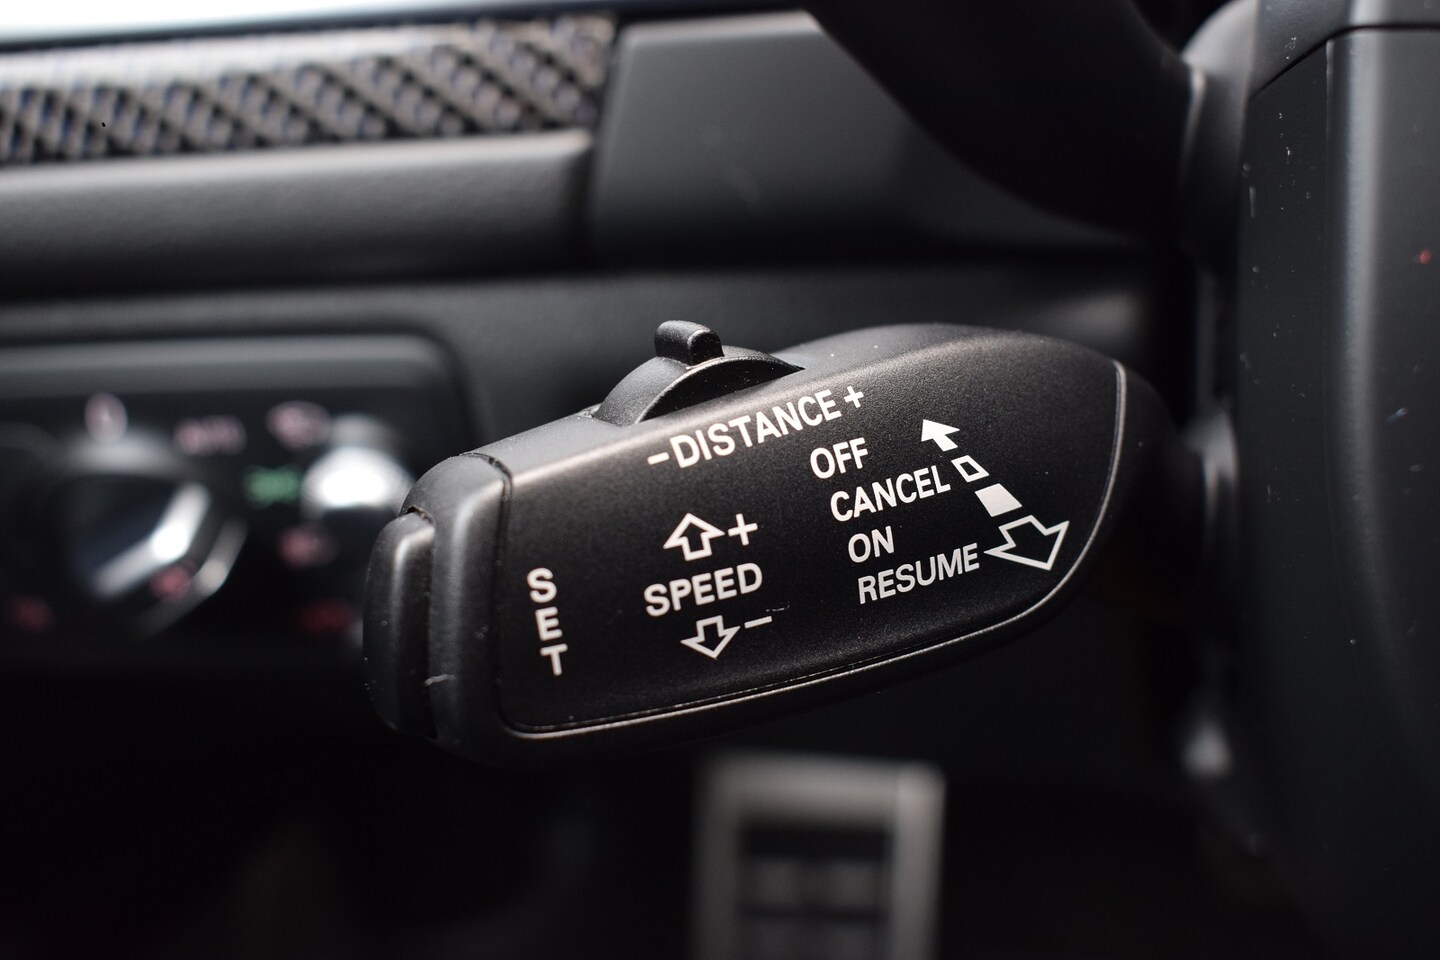 -DISTANCE+
OFF
CANCEL
ON
RESUME
+
SPEED
-
SET